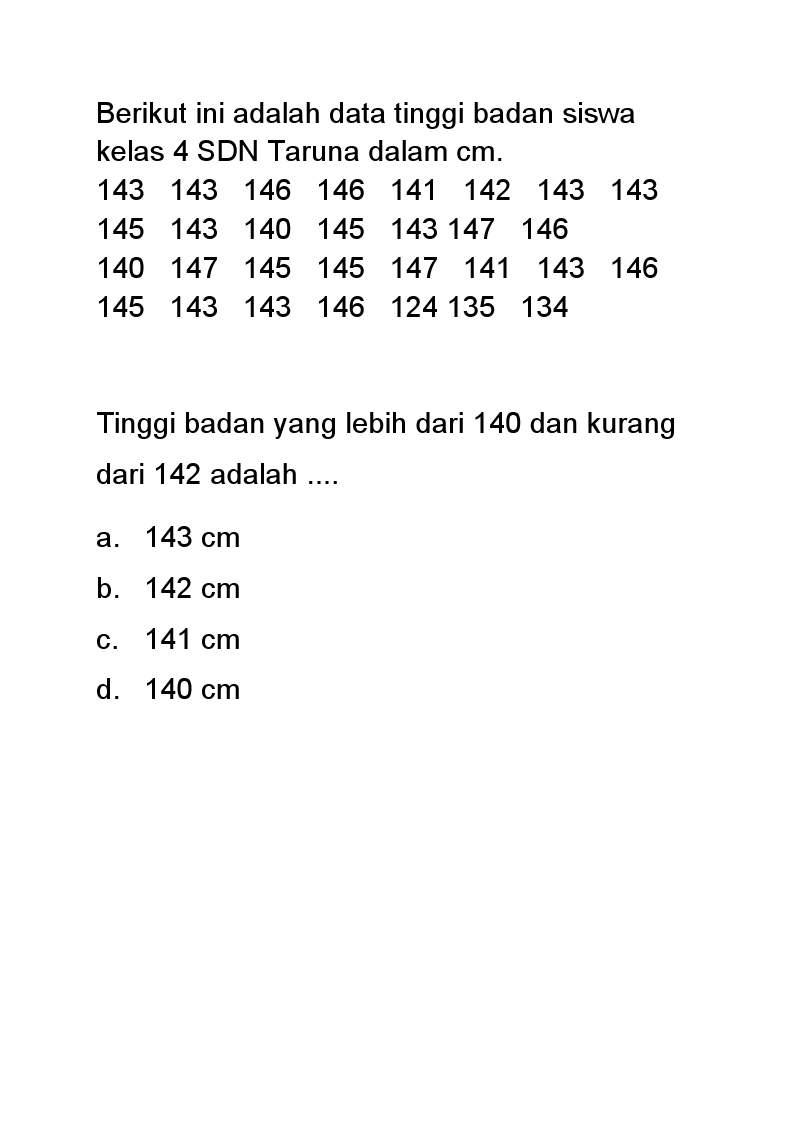 Berikut ini adalah data tinggi badan siswa
kelas 4 SDN Taruna dalam cm.
143 143 146 146 141 142 143 143
145 143 140 145 143 147 146
140 147 145 145 147 141 143 146
145 143 143 146 124 135 134
Tinggi badan yang lebih dari 140 dan kurang
dari 142 adalah ....
a. 143 cm
b. 142 cm
c. 141 cm
d. 140 cm